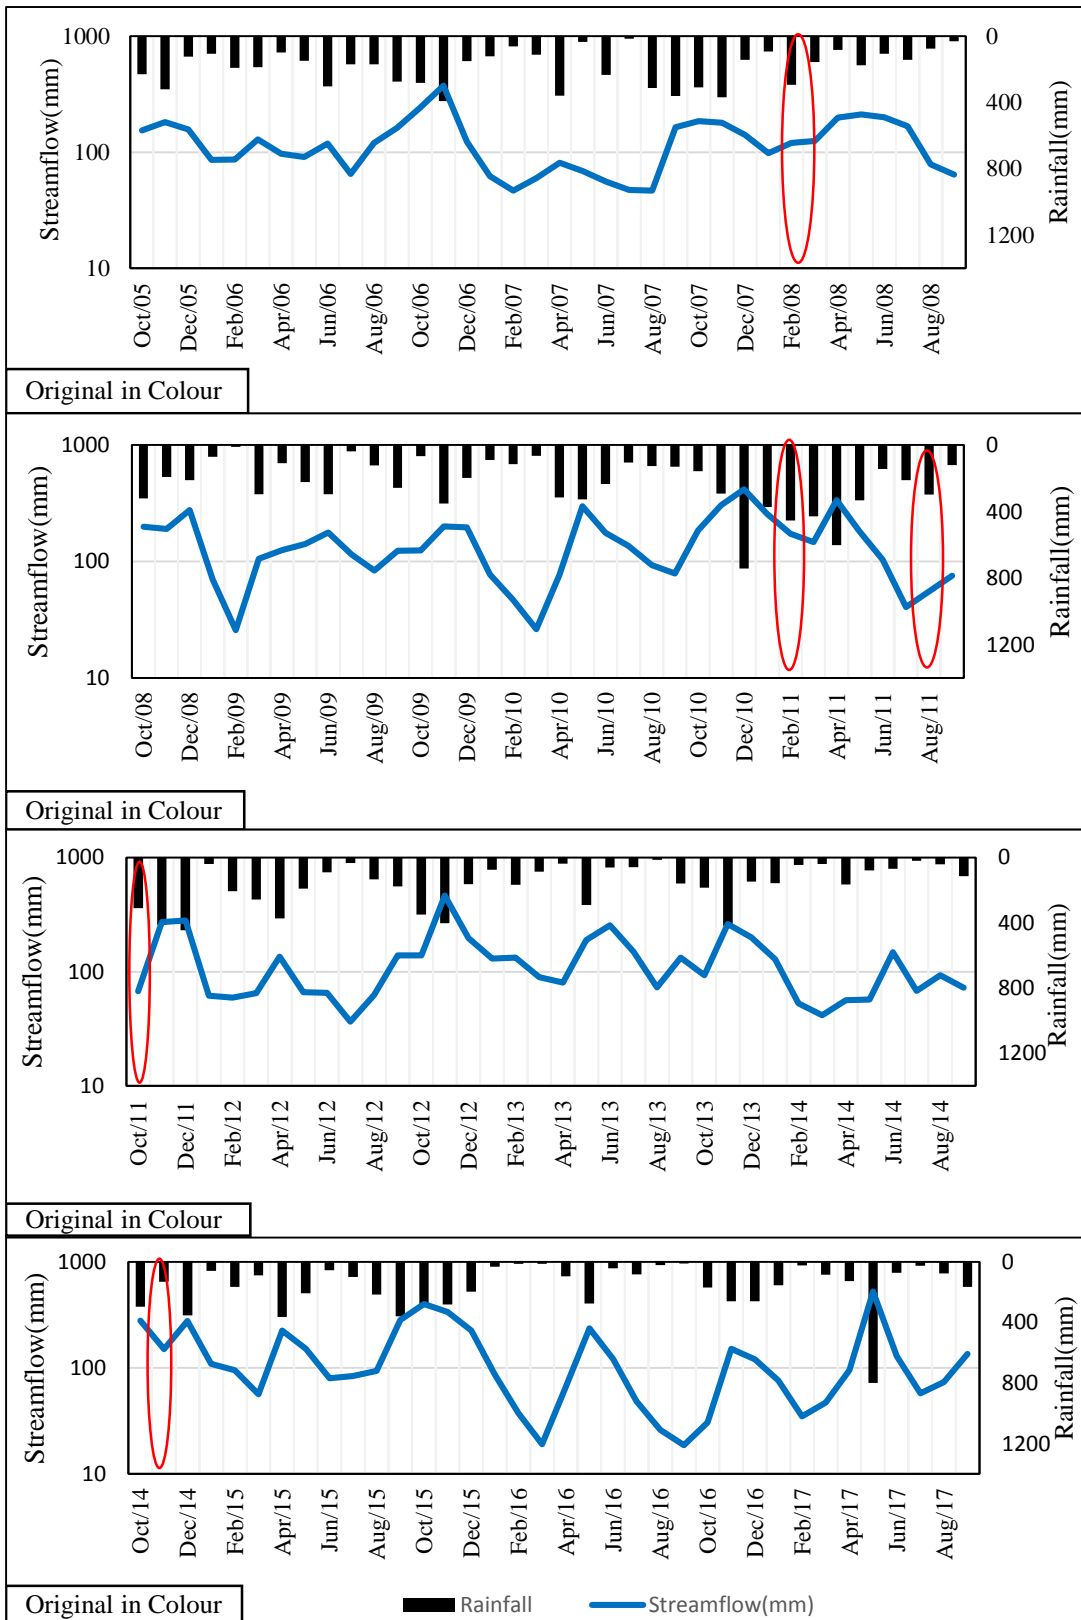 1000
100
10
Streamflow(mm)
0
400
800
1200
Rainfall(mm)
Oct/05
Dec/05
Feb/06
Apr/06
Jun/06
Aug/06
Oct/06
Dec/06
Feb/07
Apr/07
Jun/07
Aug/07
Oct/07
Dec/07
Feb/08
Apr/08
Jun/08
Aug/08
Original in Colour
1000
100
10
Streamflow(mm)
0
400
800
1200
Rainfall(mm)
Oct/08
Dec/08
Feb/09
Apr/09
Jun/09
Aug/09
Oct/09
Dec/09
Feb/10
Apr/10
Jun/10
Aug/10
Oct/10
Dec/10
Feb/11
Apr/11
Jun/11
Aug/11
Original in Colour
1000
100
10
Streamflow(mm)
0
400
800
1200
Rainfall(mm)
Oct/11
Dec/11
Feb/12
Apr/12
Jun/12
Aug/12
Oct/12
Dec/12
Feb/13
Apr/13
Jun/13
Aug/13
Oct/13
Dec/13
Feb/14
Apr/14
Jun/14
Aug/14
Original in Colour
1000
100
10
Streamflow(mm)
0
400
800
1200
Rainfall(mm)
Oct/14
Dec/14
Feb/15
Apr/15
Jun/15
Aug/15
Oct/15
Dec/15
Feb/16
Apr/16
Jun/16
Aug/16
Oct/16
Dec/16
Feb/17
Apr/17
Jun/17
Aug/17
Original in Colour
Rainfall
Streamflow(mm)